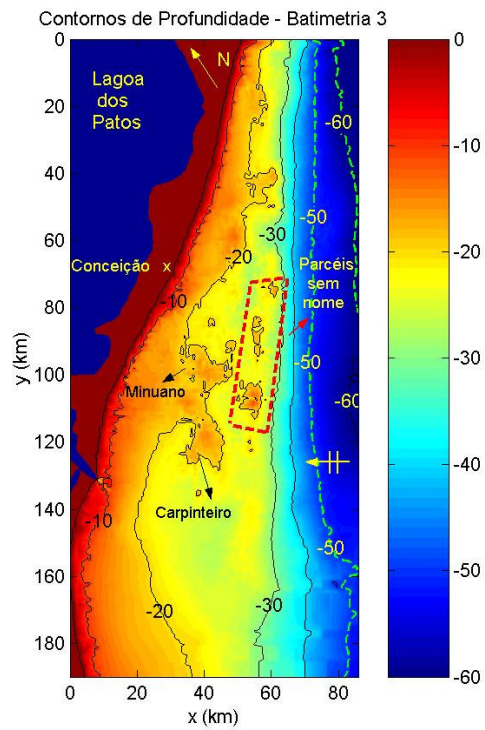 Contornos de Profundidade - Batimetria 3
0
20
40
60
80
100
120
140
160
180
y (km)
0
20
40
60
80
x (km)
Lagoa
dos
Patos
N
-60
-50
-30
-20
Conceição x
-10
Parcéis
sem
nome
-50
-60
Minuano
Carpinteiro
-10
-50
-20
-30
0
-10
-20
-30
-40
-50
-60